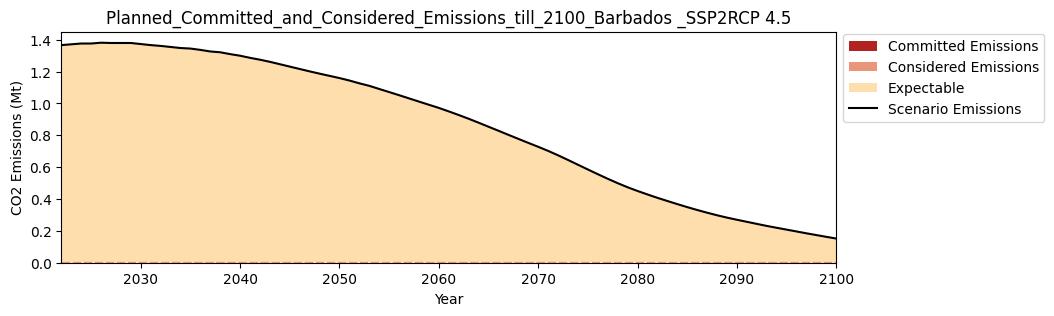 Planned_Committed_and_Considered_Emissions_till_2100_Barbados _SSP2RCP 4.5
CO2 Emissions (Mt)
1.4
1.2
1.0
0.8
0.6
0.4
0.2
0.0
2030 2040 2050 2060 2070 2080 2090 2100
Year
Committed Emissions
Considered Emissions
Expectable
Scenario Emissions